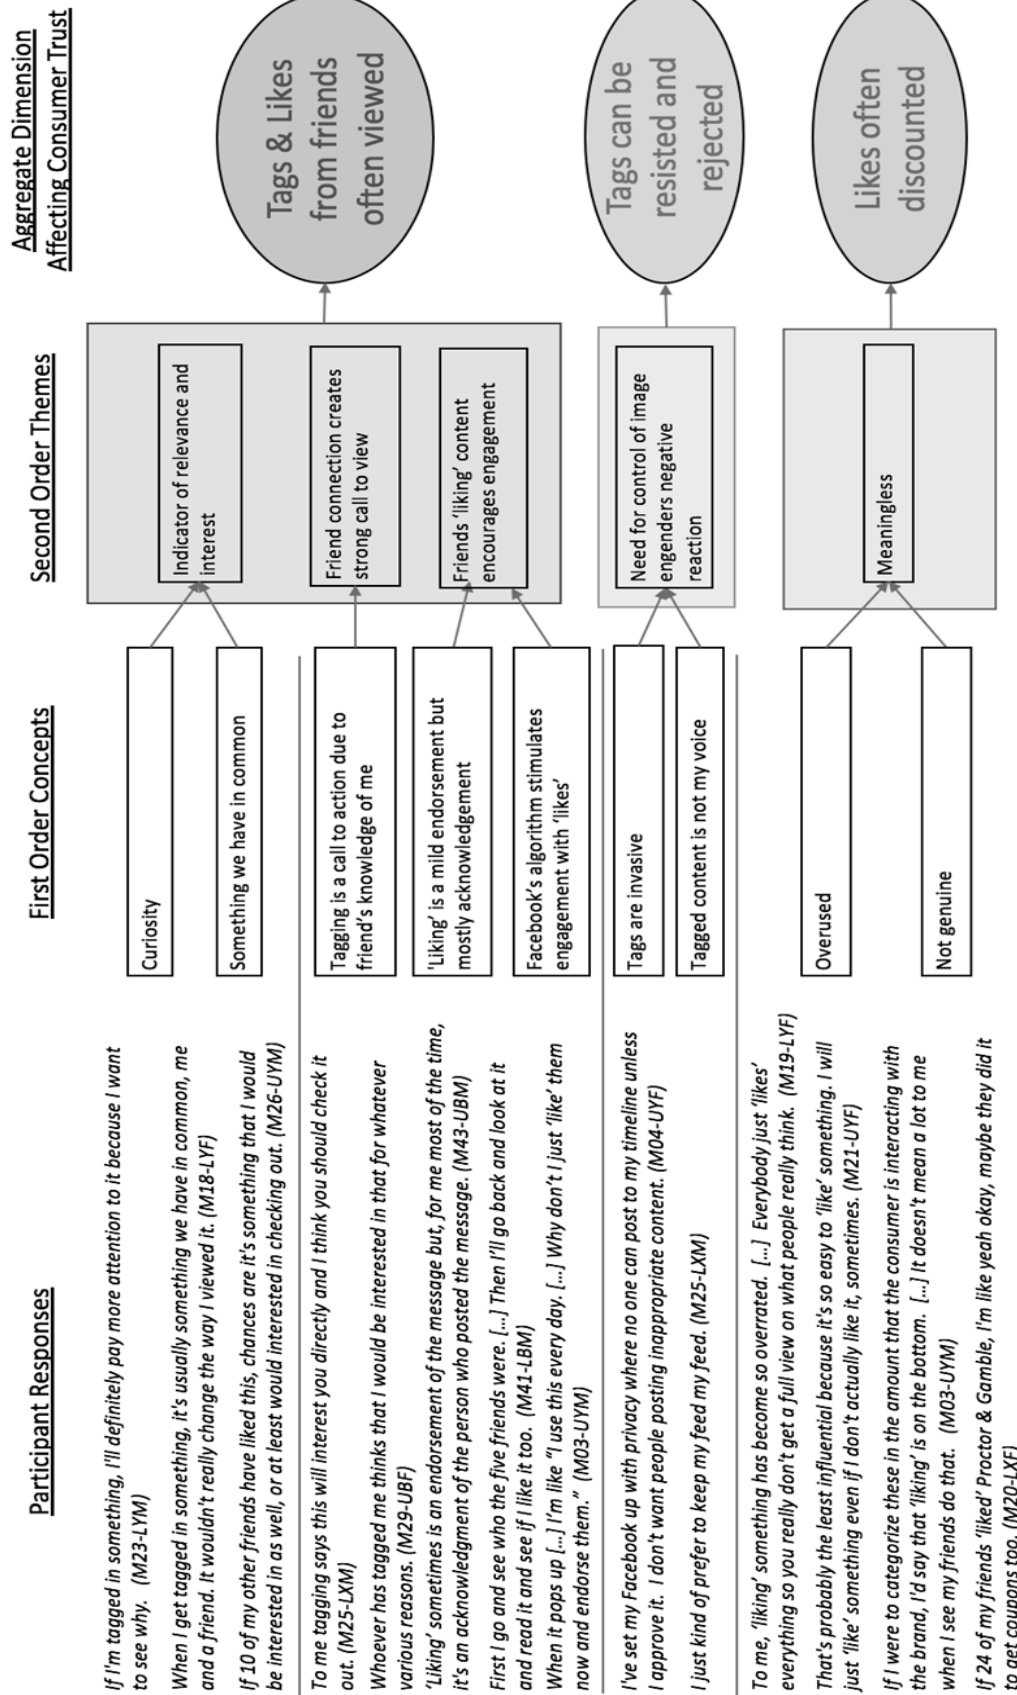 Participant Responses
If I'm tagged in something, I'll definitely pay more attention to it because I want
to see why. (M23-LYM)
When I get tagged in something, it's usually something we have in common, me
and a friend. It wouldn't really change the way I viewed it. (M18-LYF)
If 10 of my other friends have liked this, chances are it's something that I would
be interested in as well, or at least would interested in checking out. (M26-UYM)
To me tagging says this will interest you directly and I think you should check it
out. (M25-LXM)
Whoever has tagged me thinks that I would be interested in that for whatever
various reasons. (M29-UBF)
'Liking' sometimes is an endorsement of the message but, for me most of the time,
it's an acknowledgment of the person who posted the message. (M43-UBM)
First I go and see who the five friends were. […] Then I'll go back and look at it
and read it and see if I like it too. (M41-LBM)
When it pops up […] I'm like "I use this every day. […] Why don't I just 'like' them
now and endorse them." (M03-UYM)
I've set my Facebook up with privacy where no one can post to my timeline unless
I approve it. I don't want people posting inappropriate content. (M04-UYF)
I just kind of prefer to keep my feed my feed. (M25-LXM)
To me, 'liking' something has become so overrated. […] Everybody just 'likes'
everything so you really don't get a full view on what people really think. (M19-LYF)
That's probably the least influential because it's so easy to 'like' something. I will
just 'like' something even if I don't actually like it, sometimes. (M21-UYF)
If I were to categorize these in the amount that the consumer is interacting with
the brand, I'd say that 'liking' is on the bottom. […] It doesn't mean a lot to me
when I see my friends do that. (M03-UYM)
If 24 of my friends 'liked' Proctor & Gamble, I'm like yeah okay, maybe they did it
to get coupons too. (M20-LXF)
First Order Concepts
Curiosity
Something we have in common
Tagging is a call to action due to
friend's knowledge of me
'Liking' is a mild endorsement but
mostly acknowledgement
Facebook's algorithm stimulates
engagement with 'likes'
Tags are invasive
Tagged content is not my voice
Overused
Not genuine
Second Order Themes
Indicator of relevance and
interest
Friend connection creates
strong call to view
Friends 'liking' content
encourages engagement
Need for control of image
engenders negative
reaction
Meaningless
Aggregate Dimension
Affecting Consumer Trust
Tags & Likes
from friends
often viewed
Tags can be
resisted and
rejected
Likes often
discounted